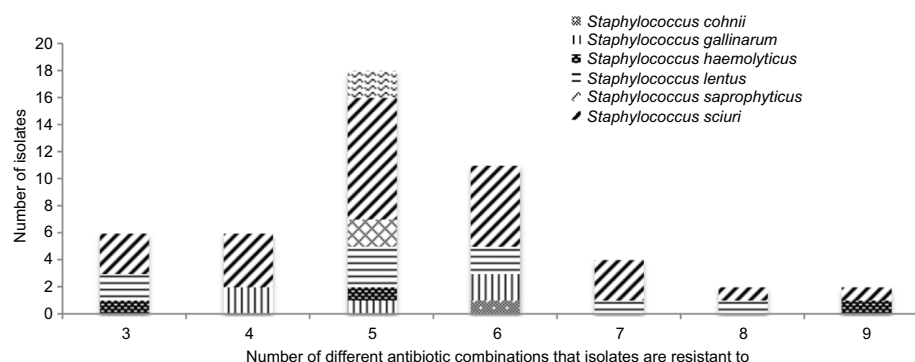 Staphylococcus cohnii
Staphylococcus gallinarum
Staphylococcus haemolyticus
Staphylococcus lentus
Staphylococcus saprophyticus
Staphylococcus sciuri
Number of isolates
20
18
16
14
12
10
8
6
4
2
0
3 4 5 6 7 8 9
Number of different antibiotic combinations that isolates are resistant to